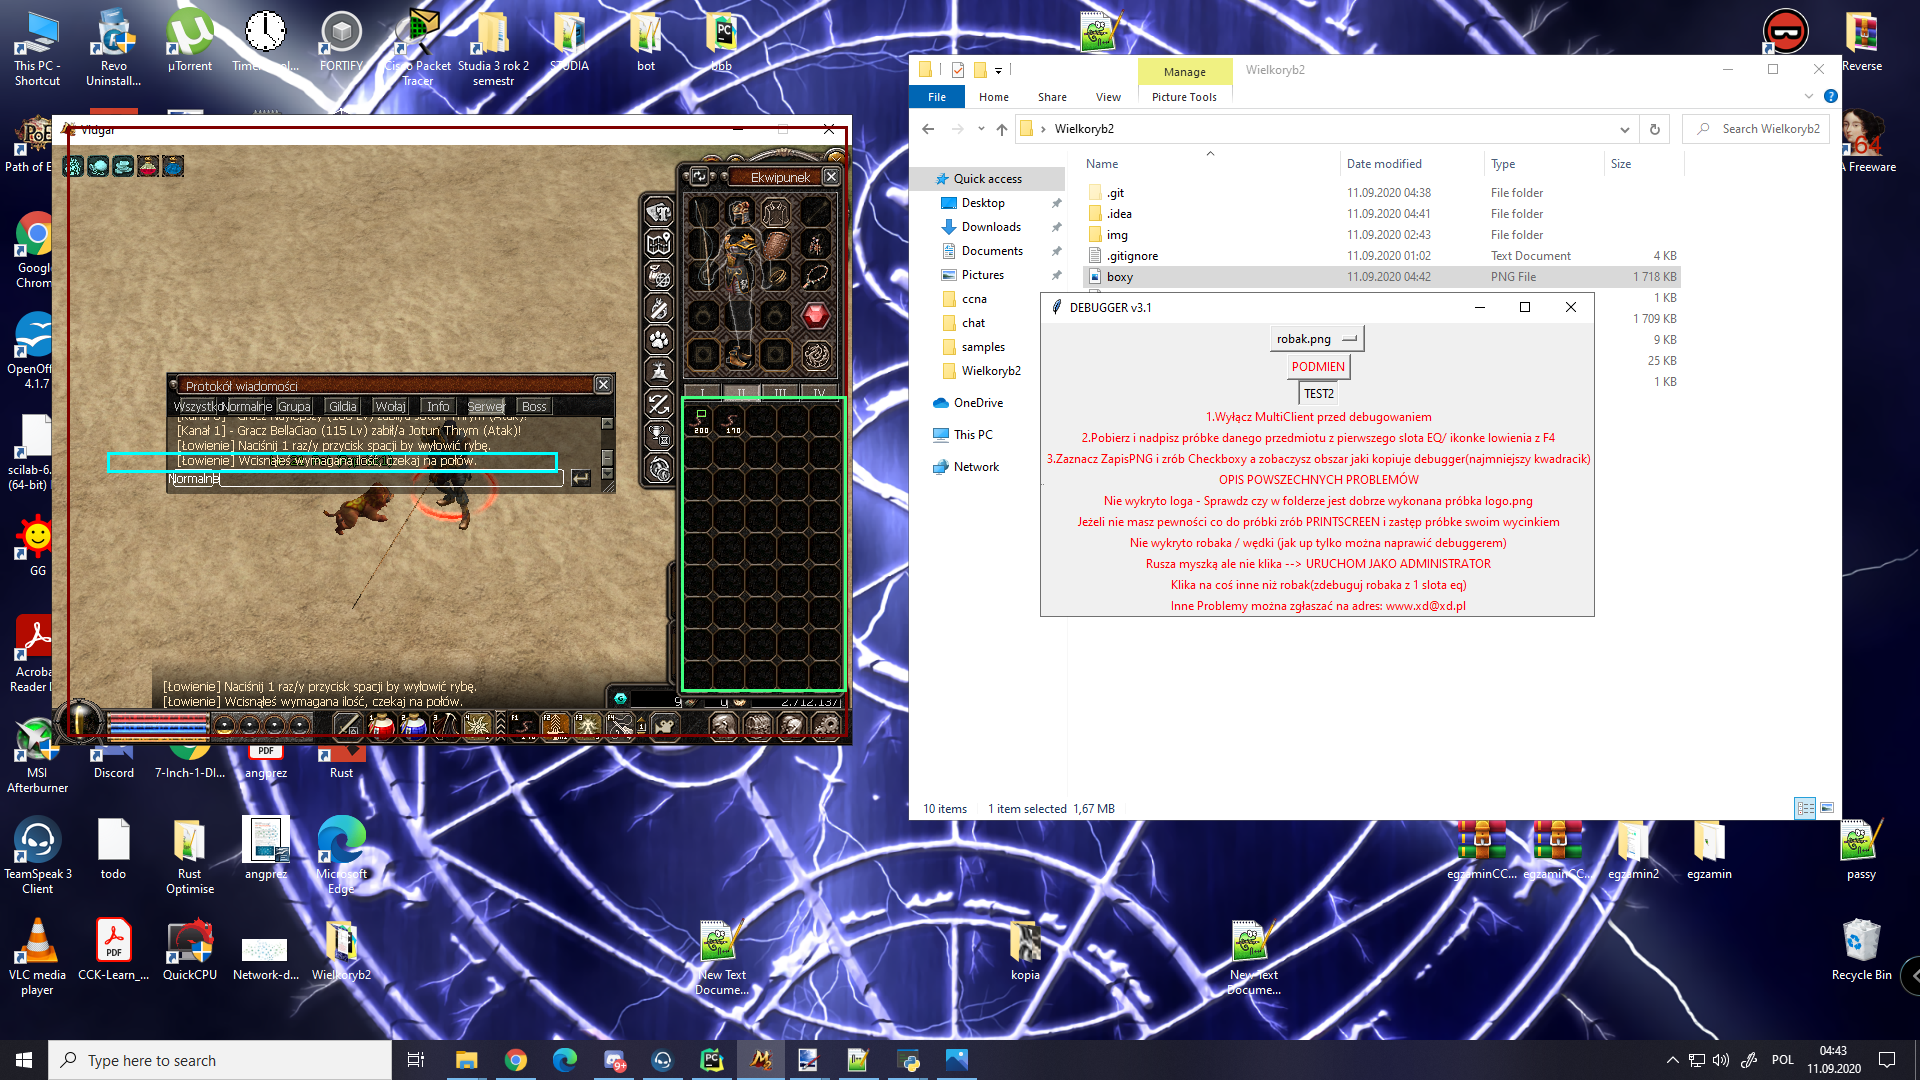 This PC - Shortcut
Revo Uninstall...
µTorrent
FORTIFY
Cisco Packet Tracer
Studia 3 rok 2 semestr
STUDIA
bot
bbb
Reverse
Path of E
Googl
Chrom
OpenOff
4.1.7
scilab-6.
(64-bit)
GG
Acroba
Reader
Freeware
Vidgar
Ekwipunek
I II III IV
200
170
Protokół wiadomości
Normalne
Grupa
Gildia
Wołaj
Info
Serwer
Boss
[Kanał 1] - Gracz BellaCiao (115 Lv) zabił/a Jotun Thrym (Atak)!
[Łowienie] Naciśnij 1 raz/y przycisk spacji by wyłowić rybę.
[Łowienie] Wcisnąłeś wymagana ilość, czekaj na połów.
Normalne
[Łowienie] Naciśnij 1 raz/y przycisk spacji by wyłowić rybę.
[Łowienie] Wcisnąłeś wymagana ilość, czekaj na połów.
Manage
Wielkoryb2
File
Home
Share
View
Picture Tools
Wielkoryb2
Search Wielkoryb2
Name
Date modified
Type
Size
Quick access
Desktop
Downloads
Documents
Pictures
ccna
chat
samples
Wielkoryb2
OneDrive
This PC
Network
.git 11.09.2020 04:38 File folder
.idea 11.09.2020 04:41 File folder
img 11.09.2020 02:43 File folder
.gitignore 11.09.2020 01:02 Text Document 4 KB
boxy 11.09.2020 04:42 PNG File 1 718 KB
1 KB
1 709 KB
9 KB
25 KB
1 KB
DEBUGGER v3.1
robak.png
PODMIEN
TEST2
1.Wyłącz MultiClient przed debugowaniem
2.Pobierz i nadpisz próbke danego przedmiotu z pierwszego slota EQ/ ikonke lowienia z F4
3.Zaznacz ZapisPNG i zrób Checkboxy a zobaczysz obszar jaki kopiuje debugger(najmniejszy kwadracik)
OPIS POWSZECHNYCH PROBLEMÓW
Nie wykryto loga - Sprawdz czy w folderze jest dobrze wykonana próbka logo.png
Jeżeli nie masz pewności co do próbki zrób PRINTSCREEN i zastęp próbke swoim wycinkiem
Nie wykryto robaka / wędki (jak up tylko można naprawić debuggerem)
Rusza myszką ale nie klika --> URUCHOM JAKO ADMINISTRATOR
Klika na coś inne niż robak(zdebuguj robaka z 1 slota eq)
Inne Problemy można zgłaszać na adres: www.xd@xd.pl
10 items
1 item selected 1,67 MB
MSI Afterburner
Discord
7-Inch-1-DI...
angprez
Rust
TeamSpeak 3 Client
todo
Rust Optimise
angprez
Microsoft Edge
egzaminCC...
egzaminCC...
egzamin2
egzamin
passy
VLC media player
CCK-Learn_...
QuickCPU
Network-d...
Wielkoryb2
New Text Docume...
kopia
New Text Docume...
Recycle Bin
Type here to search
POL
04:43
11.09.2020